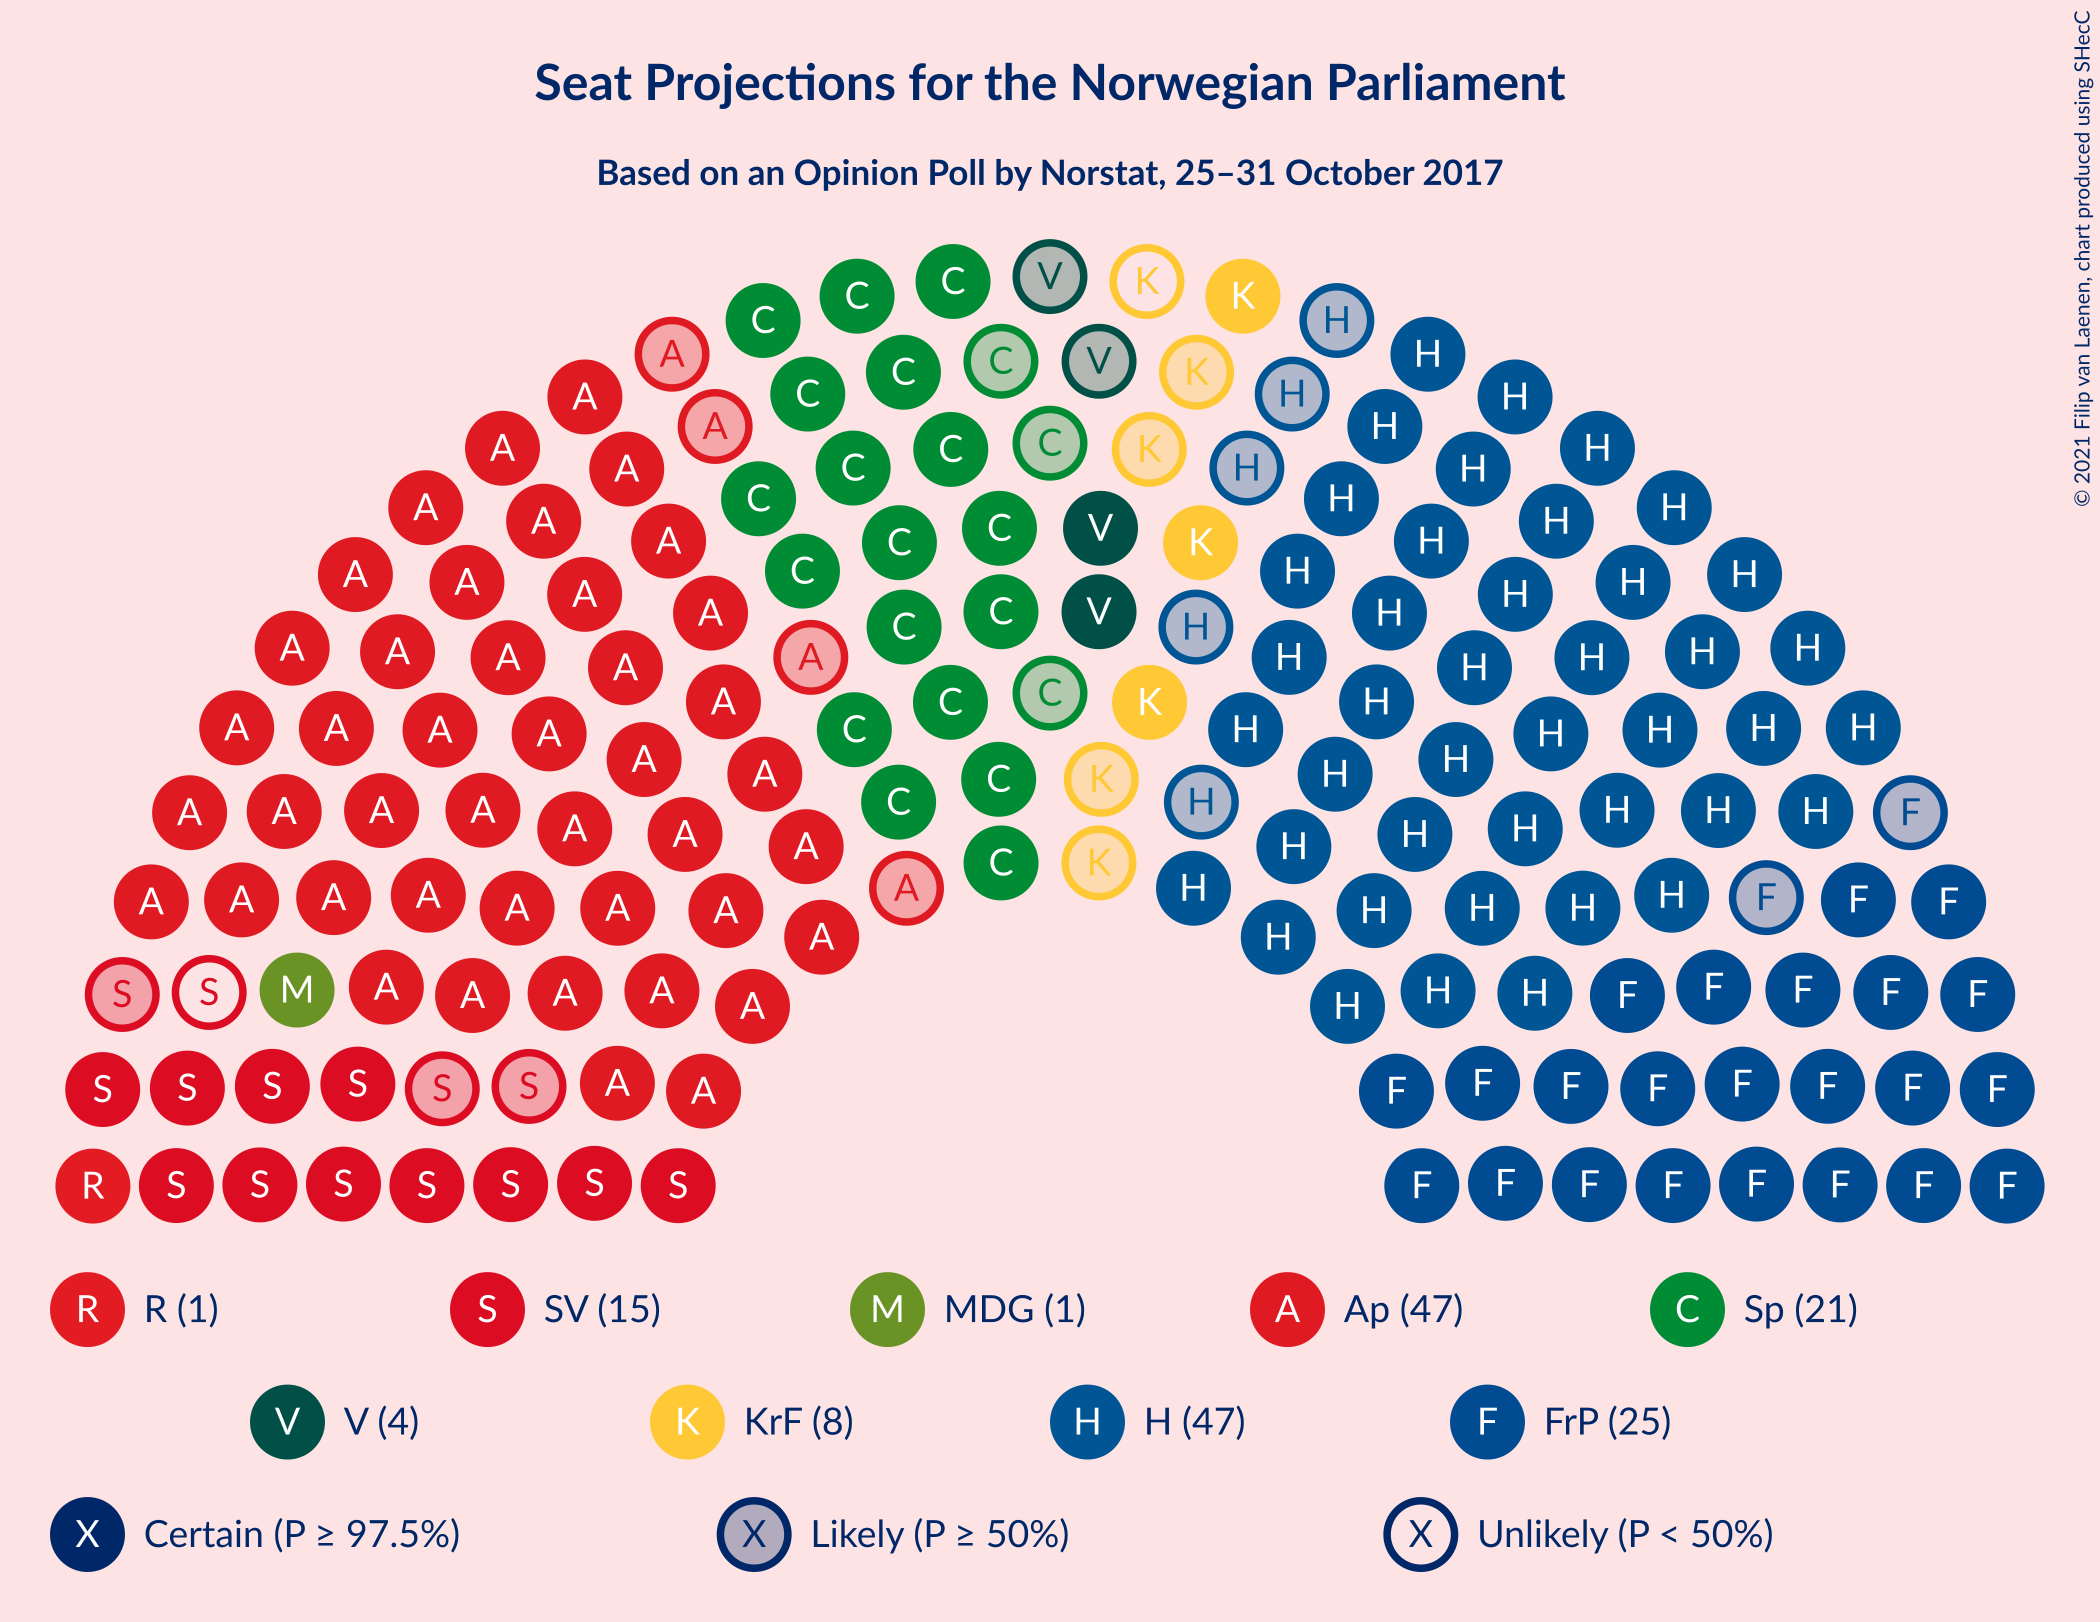 Seat Projections for the Norwegian Parliament
Based on an Opinion Poll by Norstat, 25–31 October 2017
© 2021 Filip van Laenen, chart produced using SHecC
C C C V K K H
A C C C V K H H H
A A C C C K H H H
A A C C C V K H H H H
A A A C C C V H H H H H
A A A A A C C C K H H H H H H
A A A A A A C C K H H H H H H H
A A A A A A A A C K H H H H H H H F
A A A A A A A A H H H H H F F F
S S M A A A A A H H H F F F F F
S S S S S S A A F F F F F F F F
R S S S S S S S F F F F F F F F
R R (1) S SV (15) M MDG (1) A Ap (47) C Sp (21)
V V (4) K KrF (8) H H (47) F FrP (25)
X Certain (P ≥ 97.5%) X Likely (P ≥ 50%) X Unlikely (P < 50%)